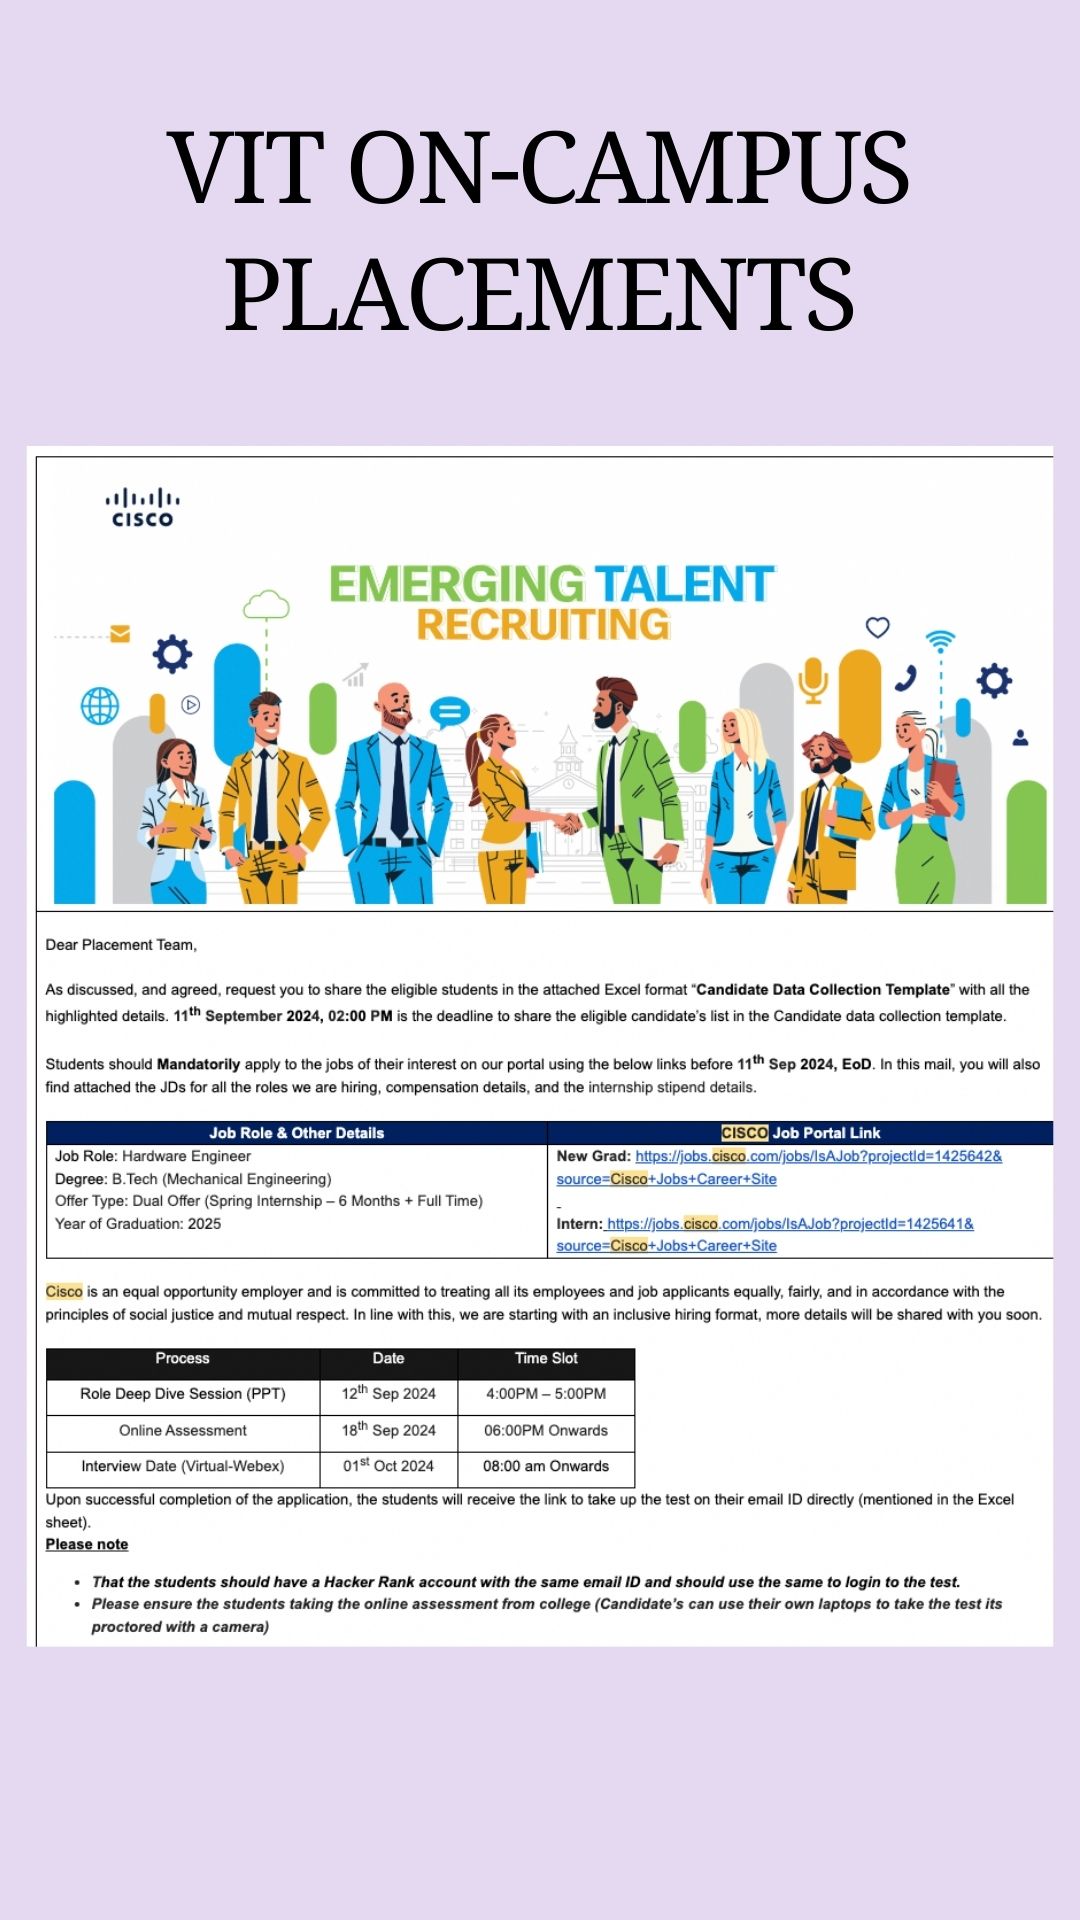 VIT ON-CAMPUS
PLACEMENTS
CISCO
EMERGING TALENT
RECRUITING
Dear Placement Team,
As discussed, and agreed, request you to share the eligible students in the attached Excel format “Candidate Data Collection Template” with all the
highlighted details. 11th September 2024, 02:00 PM is the deadline to share the eligible candidate’s list in the Candidate data collection template.
Students should Mandatorily apply to the jobs of their interest on our portal using the below links before 11th Sep 2024, EoD. In this mail, you will also
find attached the JDs for all the roles we are hiring, compensation details, and the internship stipend details.
Job Role & Other Details
CISCO Job Portal Link
Job Role: Hardware Engineer
Degree: B.Tech (Mechanical Engineering)
Offer Type: Dual Offer (Spring Internship – 6 Months + Full Time)
Year of Graduation: 2025
New Grad: https://jobs.cisco.com/jobs/IsAJob?projectId=1425642&
source=Cisco+Jobs+Career+Site
Intern: https://jobs.cisco.com/jobs/IsAJob?projectId=1425641&
source=Cisco+Jobs+Career+Site
Cisco is an equal opportunity employer and is committed to treating all its employees and job applicants equally, fairly, and in accordance with the
principles of social justice and mutual respect. In line with this, we are starting with an inclusive hiring format, more details will be shared with you soon.
Process Date Time Slot
Role Deep Dive Session (PPT) 12th Sep 2024 4:00PM – 5:00PM
Online Assessment 18th Sep 2024 06:00PM Onwards
Interview Date (Virtual-Webex) 01st Oct 2024 08:00 am Onwards
Upon successful completion of the application, the students will receive the link to take up the test on their email ID directly (mentioned in the Excel
sheet).
Please note
• That the students should have a Hacker Rank account with the same email ID and should use the same to login to the test.
• Please ensure the students taking the online assessment from college (Candidate’s can use their own laptops to take the test its
proctored with a camera)